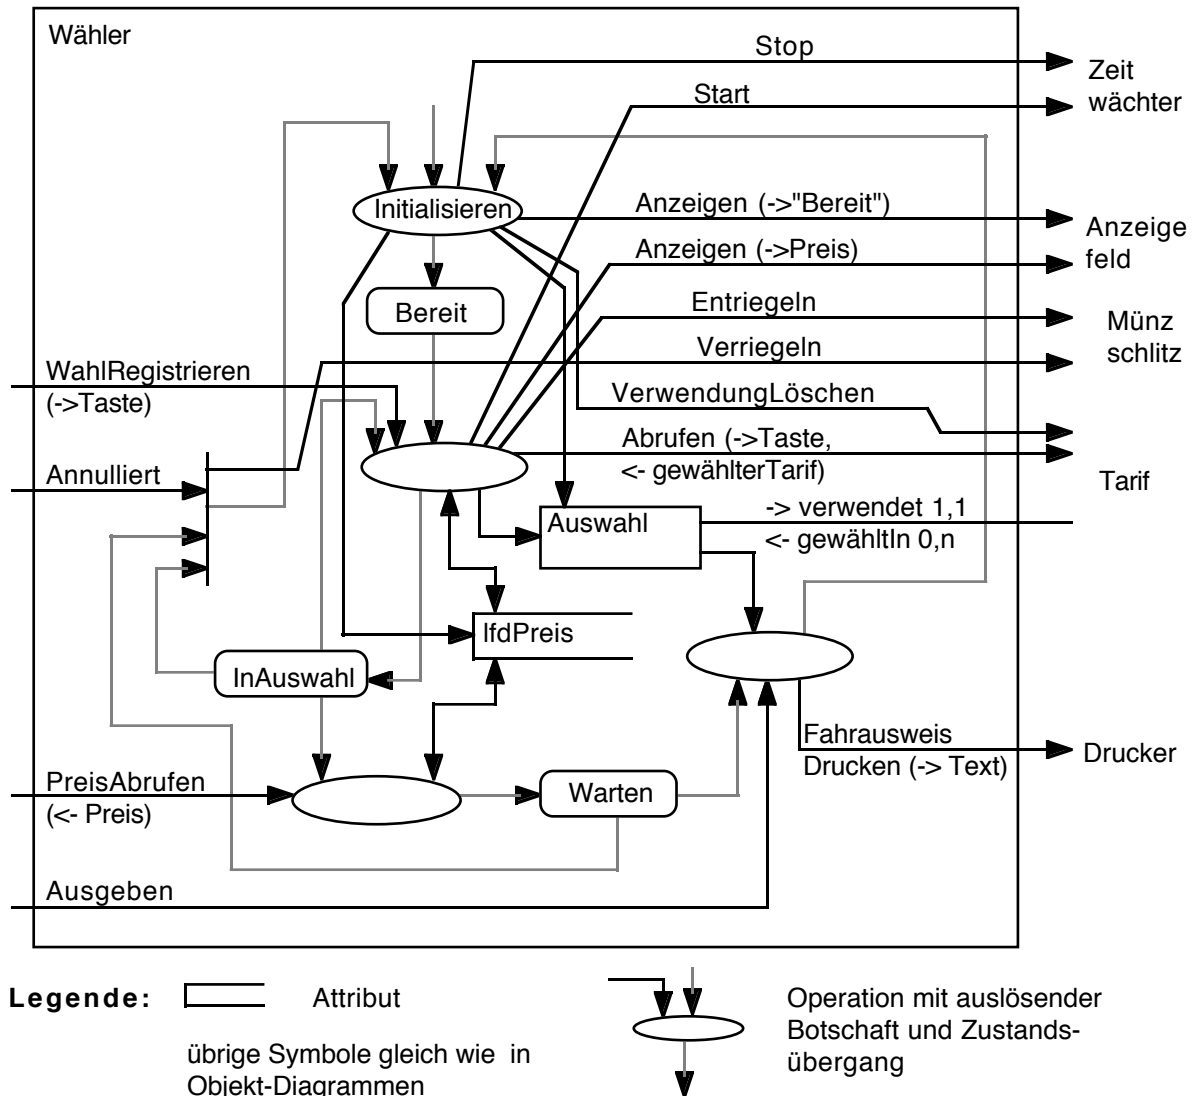 Wähler
Stop
Zeit
wächter
Start
Initialisieren
Anzeigen (->"Bereit")
Anzeige
feld
Anzeigen (->Preis)
Bereit
Entriegeln
Münz
schlitz
Verriegeln
WahlRegistrieren
(->Taste)
VerwendungLöschen
Abrufen (->Taste,
<- gewählterTarif)
Annulliert
Tarif
Auswahl
-> verwendet 1,1
<- gewähltIn 0,n
lfdPreis
InAuswahl
Fahrausweis
Drucken (-> Text)
Drucker
PreisAbrufen
(<- Preis)
Warten
Ausgeben
Legende:
Attribut
Operation mit auslösender
Botschaft und Zustands-
übergang
übrige Symbole gleich wie in
Objekt-Diagrammen